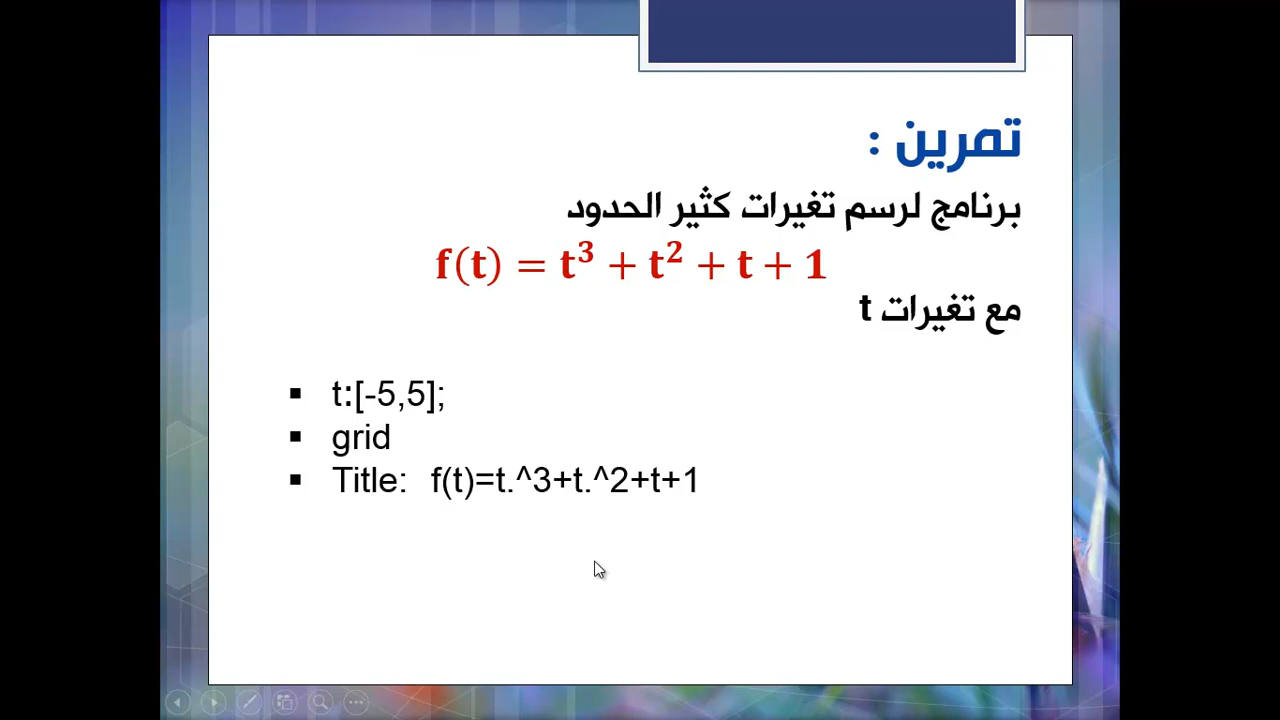 تمرين :
برنامج لرسم تغيرات كثير الحدود
f(t) = t³ + t² + t + 1
مع تغيرات t
▪ t:[-5,5];
▪ grid
▪ Title: f(t)=t.^3+t.^2+t+1